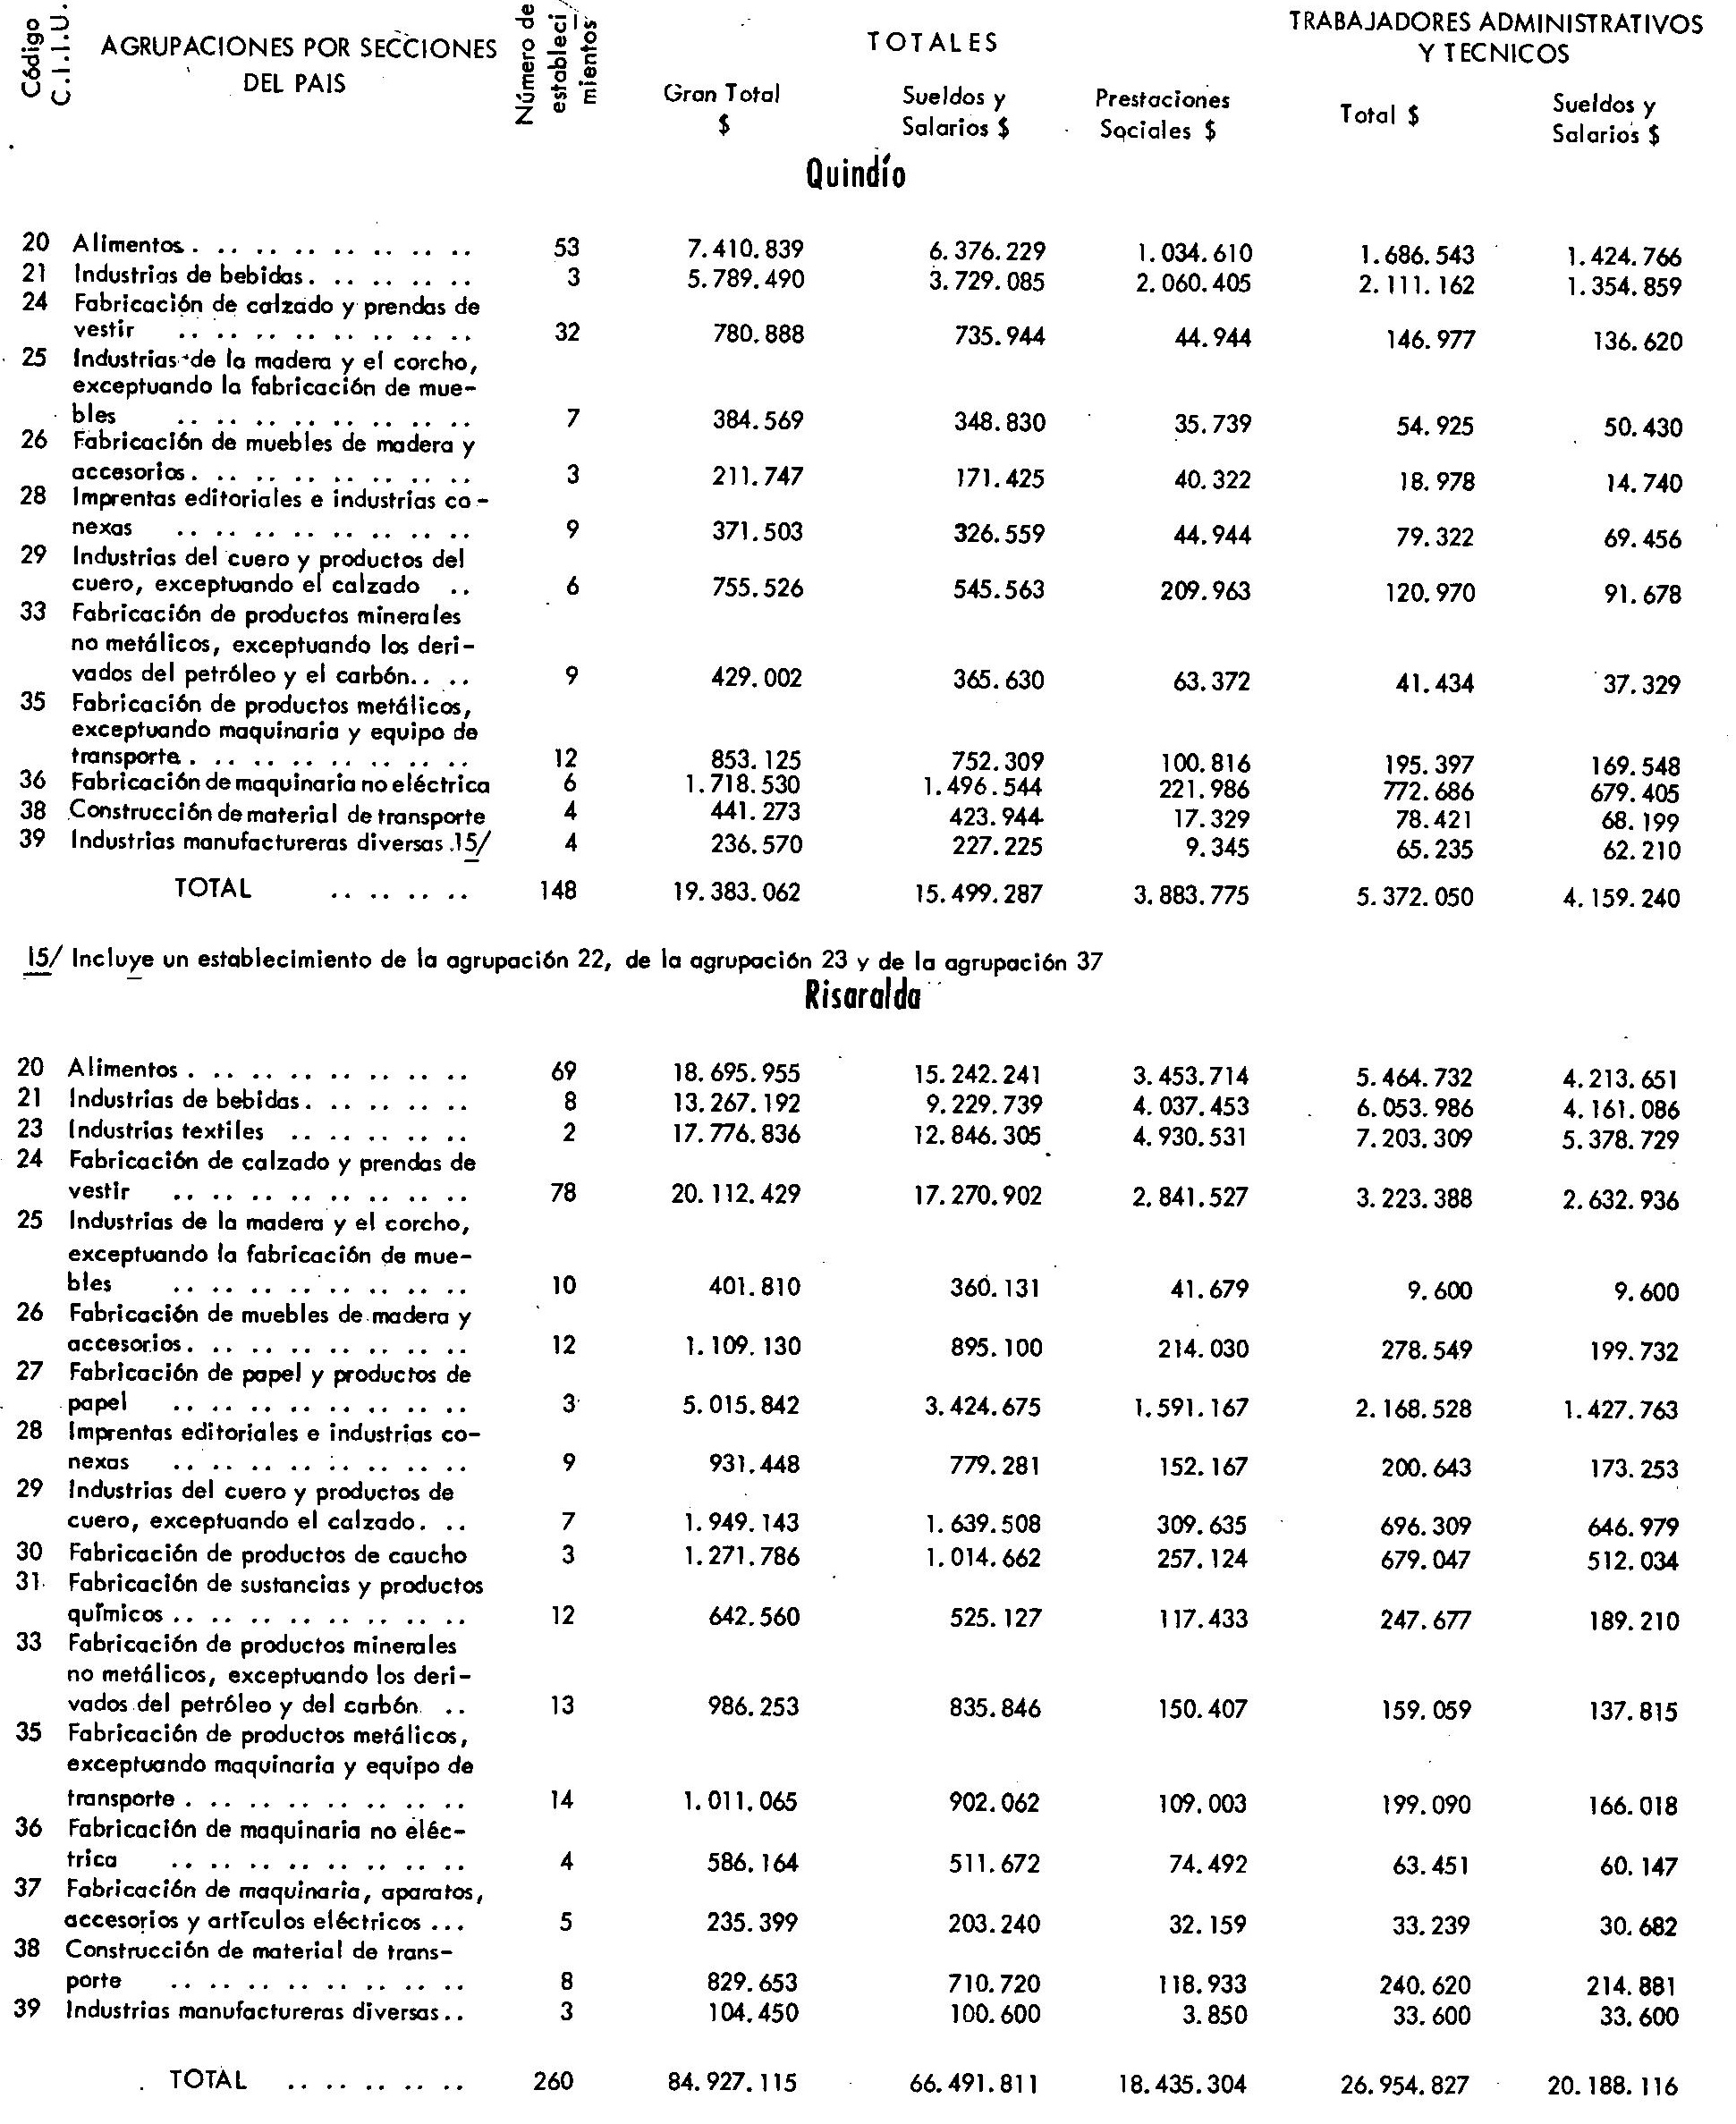 Código C.I.I.U. AGRUPACIONES POR SECCIONES DEL PAIS Número de establecimientos TOTALES TRABAJADORES ADMINISTRATIVOS Y TECNICOS
Gran Total $ Sueldos y Salarios $ Prestaciones Sociales $ Total $ Sueldos y Salarios $
Quindío
20 Alimentos. .. .. .. .. .. .. .. 53 7.410.839 6.376.229 1.034.610 1.686.543 1.424.766
21 Industrias de bebidas. .. .. .. .. 3 5.789.490 3.729.085 2.060.405 2.111.162 1.354.859
24 Fabricación de calzado y prendas de
vestir .. .. .. .. .. .. .. .. 32 780.888 735.944 44.944 146.977 136.620
25 Industrias de la madera y el corcho,
exceptuando la fabricación de mue-
bles .. .. .. .. .. .. .. .. 7 384.569 348.830 35.739 54.925 50.430
26 Fabricación de muebles de madera y
accesorios. .. .. .. .. .. .. .. 3 211.747 171.425 40.322 18.978 14.740
28 Imprentas editoriales e industrias co-
nexas .. .. .. .. .. .. .. .. 9 371.503 326.559 44.944 79.322 69.456
29 Industrias del cuero y productos del
cuero, exceptuando el calzado .. 6 755.526 545.563 209.963 120.970 91.678
33 Fabricación de productos minerales
no metálicos, exceptuando los deri-
vados del petróleo y el carbón.. .. 9 429.002 365.630 63.372 41.434 37.329
35 Fabricación de productos metálicos,
exceptuando maquinaria y equipo de
transporte. .. .. .. .. .. .. .. 12 853.125 752.309 100.816 195.397 169.548
36 Fabricación de maquinaria no eléctrica 6 1.718.530 1.496.544 221.986 772.686 679.405
38 Construcción de material de transporte 4 441.273 423.944 17.329 78.421 68.199
39 Industrias manufactureras diversas .15/ 4 236.570 227.225 9.345 65.235 62.210
TOTAL .. .. .. .. 148 19.383.062 15.499.287 3.883.775 5.372.050 4.159.240
15/ Incluye un establecimiento de la agrupación 22, de la agrupación 23 y de la agrupación 37
Risaralda
20 Alimentos . .. .. .. .. .. .. .. 69 18.695.955 15.242.241 3.453.714 5.464.732 4.213.651
21 Industrias de bebidas. .. .. .. .. 8 13.267.192 9.229.739 4.037.453 6.053.986 4.161.086
23 Industrias textiles .. .. .. .. .. 2 17.776.836 12.846.305 4.930.531 7.203.309 5.378.729
24 Fabricación de calzado y prendas de
vestir .. .. .. .. .. .. .. .. 78 20.112.429 17.270.902 2.841.527 3.223.388 2.632.936
25 Industrias de la madera y el corcho,
exceptuando la fabricación de mue-
bles .. .. .. .. .. .. .. .. 10 401.810 360.131 41.679 9.600 9.600
26 Fabricación de muebles de madera y
accesorios. .. .. .. .. .. .. .. 12 1.109.130 895.100 214.030 278.549 199.732
27 Fabricación de papel y productos de
papel .. .. .. .. .. .. .. .. 3 5.015.842 3.424.675 1.591.167 2.168.528 1.427.763
28 Imprentas editoriales e industrias co-
nexas .. .. .. .. .. .. .. .. 9 931.448 779.281 152.167 200.643 173.253
29 Industrias del cuero y productos de
cuero, exceptuando el calzado. .. 7 1.949.143 1.639.508 309.635 696.309 646.979
30 Fabricación de productos de caucho 3 1.271.786 1.014.662 257.124 679.047 512.034
31 Fabricación de sustancias y productos
químicos .. .. .. .. .. .. .. .. 12 642.560 525.127 117.433 247.677 189.210
33 Fabricación de productos minerales
no metálicos, exceptuando los deri-
vados del petróleo y del carbón .. 13 986.253 835.846 150.407 159.059 137.815
35 Fabricación de productos metálicos,
exceptuando maquinaria y equipo de
transporte . .. .. .. .. .. .. .. 14 1.011.065 902.062 109.003 199.090 166.018
36 Fabricación de maquinaria no eléc-
trica .. .. .. .. .. .. .. .. 4 586.164 511.672 74.492 63.451 60.147
37 Fabricación de maquinaria, aparatos,
accesorios y artículos eléctricos ... 5 235.399 203.240 32.159 33.239 30.682
38 Construcción de material de trans-
porte .. .. .. .. .. .. .. .. 8 829.653 710.720 118.933 240.620 214.881
39 Industrias manufactureras diversas.. 3 104.450 100.600 3.850 33.600 33.600
TOTAL .. .. .. .. .. 260 84.927.115 66.491.811 18.435.304 26.954.827 20.188.116